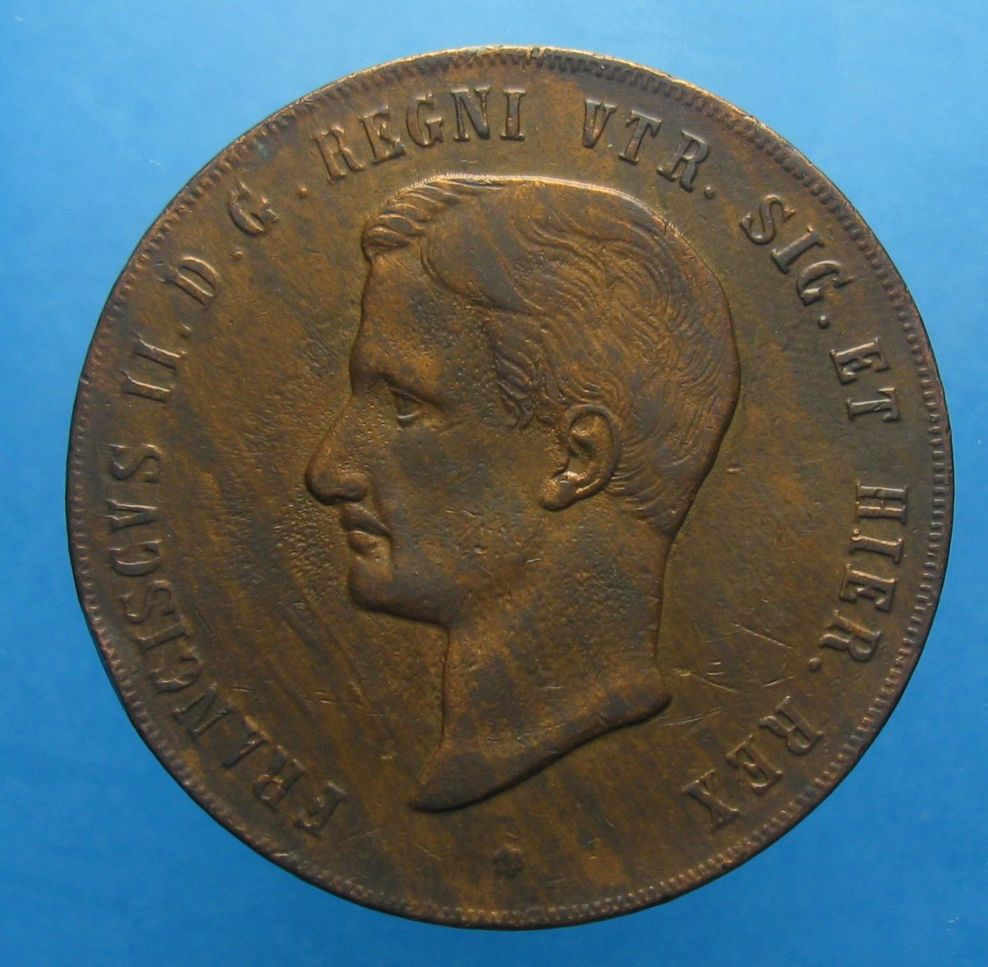 FRANCISCVS II. D. G. REGNI VTR. SIG. ET HIER. REX